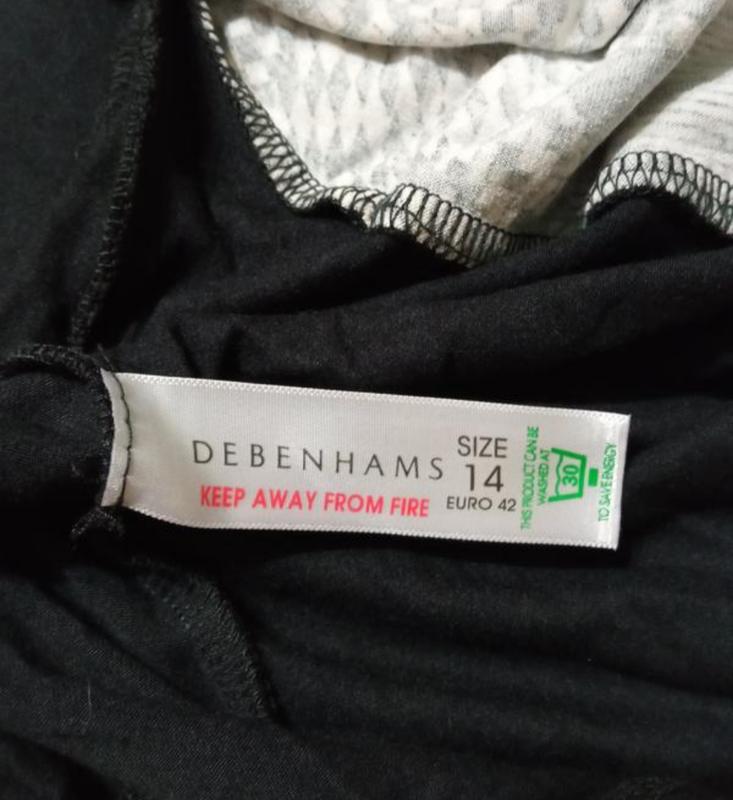 DEBENHAMS
KEEP AWAY FROM FIRE
SIZE
14
EURO 42
THIS PRODUCT CAN BE
WASHED AT
30
TO SAVE ENERGY